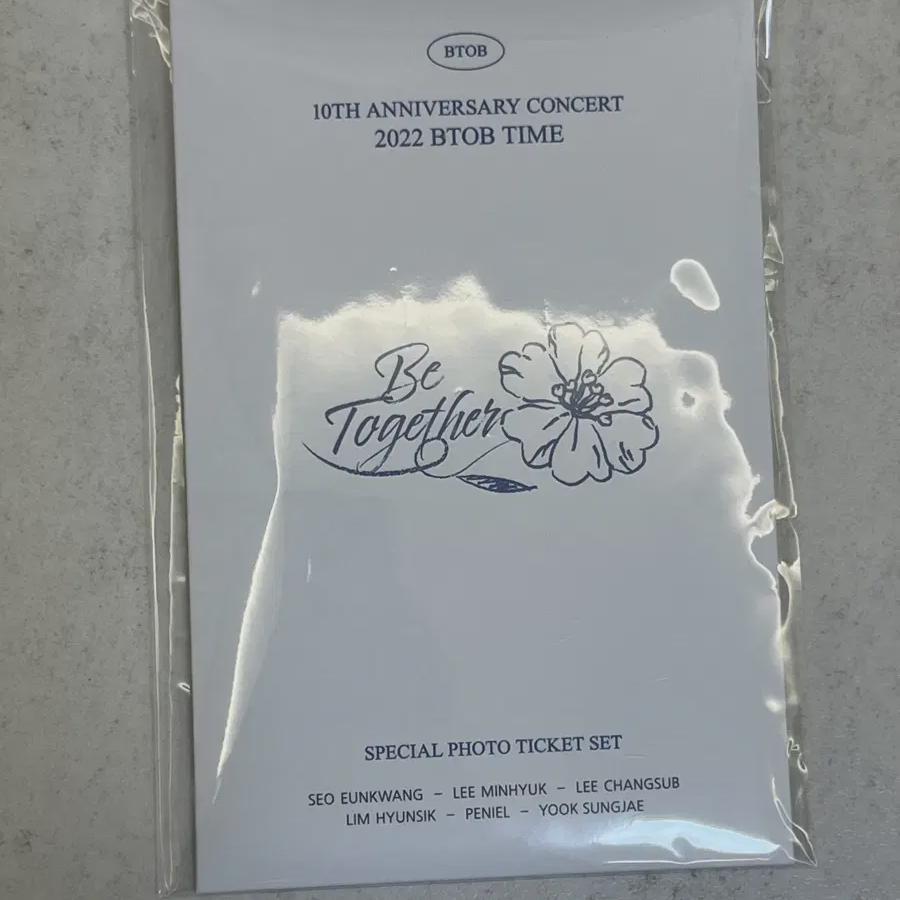 BTOB
10TH ANNIVERSARY CONCERT
2022 BTOB TIME
Be
Together
SPECIAL PHOTO TICKET SET
SEO EUNKWANG – LEE MINHYUK – LEE CHANGSUB
LIM HYUNSIK – PENIEL – YOOK SUNGJAE